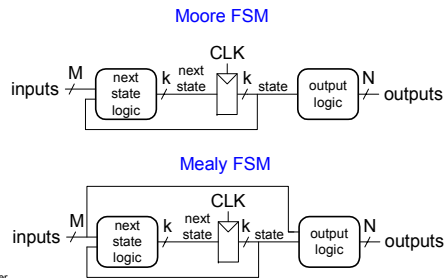 Moore FSM
CLK
M next k next k N
inputs state state state output outputs
logic logic
Mealy FSM
CLK
M next k next k N
inputs state state state output outputs
logic logic
er